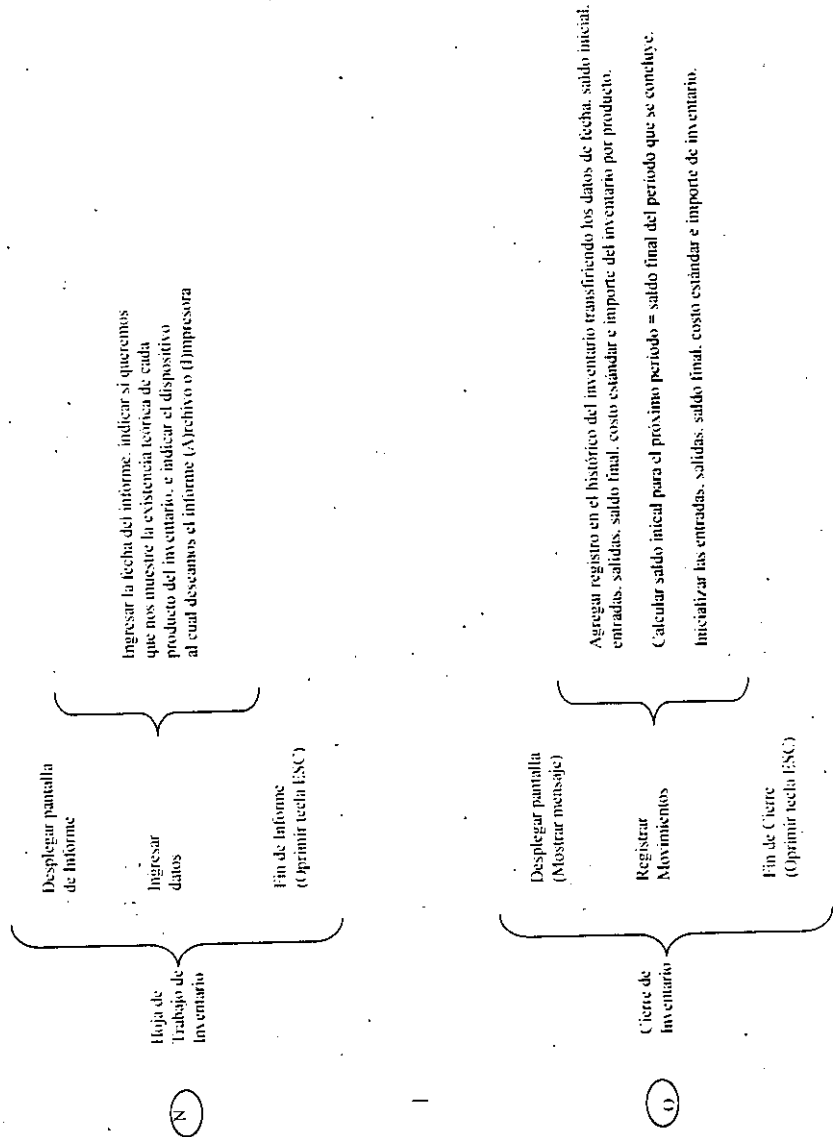 N
Hoja de
Trabajo de
Inventario
Desplegar pantalla
de Informe
Ingresar
datos
Fin de Informe
(Oprimir tecla ESC)
Ingresar la fecha del informe, indicar si queremos
que nos muestre la existencia teórica de cada
producto del inventario, e indicar el dispositivo
al cual deseamos el informe (A)rchivo o (I)mpresora
O
Cierre de
Inventario
Desplegar pantalla
(Mostrar mensaje)
Registrar
Movimientos
Fin de Cierre
(Oprimir tecla ESC)
Agregar registro en el histórico del inventario transfiriendo los datos de fecha, saldo inicial,
entradas, salidas, saldo final, costo estándar e importe del inventario por producto.
Calcular saldo inical para el próximo periodo = saldo final del periodo que se concluye.
Inicializar las entradas, salidas, saldo final, costo estándar e importe de inventario.